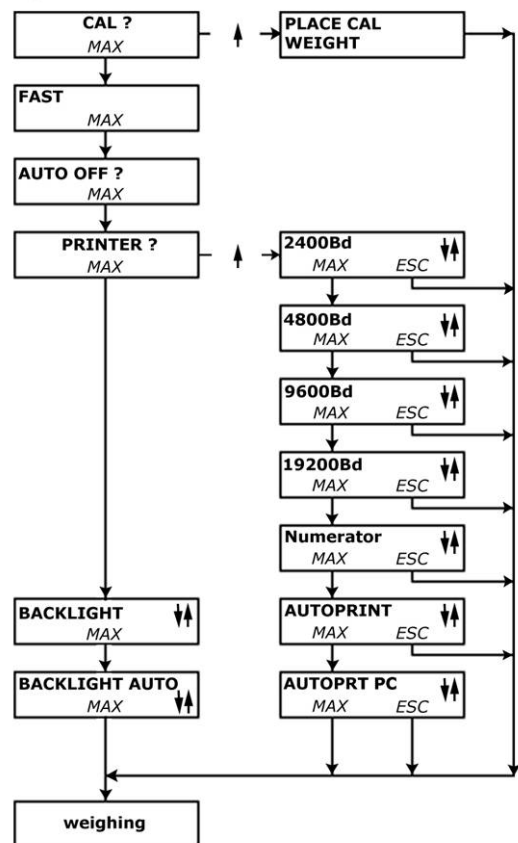 CAL ?
MAX
PLACE CAL
WEIGHT
FAST
MAX
AUTO OFF ?
MAX
PRINTER ?
MAX
2400Bd
MAX ESC
4800Bd
MAX ESC
9600Bd
MAX ESC
19200Bd
MAX ESC
Numerator
MAX ESC
BACKLIGHT
MAX
AUTOPRINT
MAX ESC
BACKLIGHT AUTO
MAX
AUTOPRT PC
MAX ESC
weighing